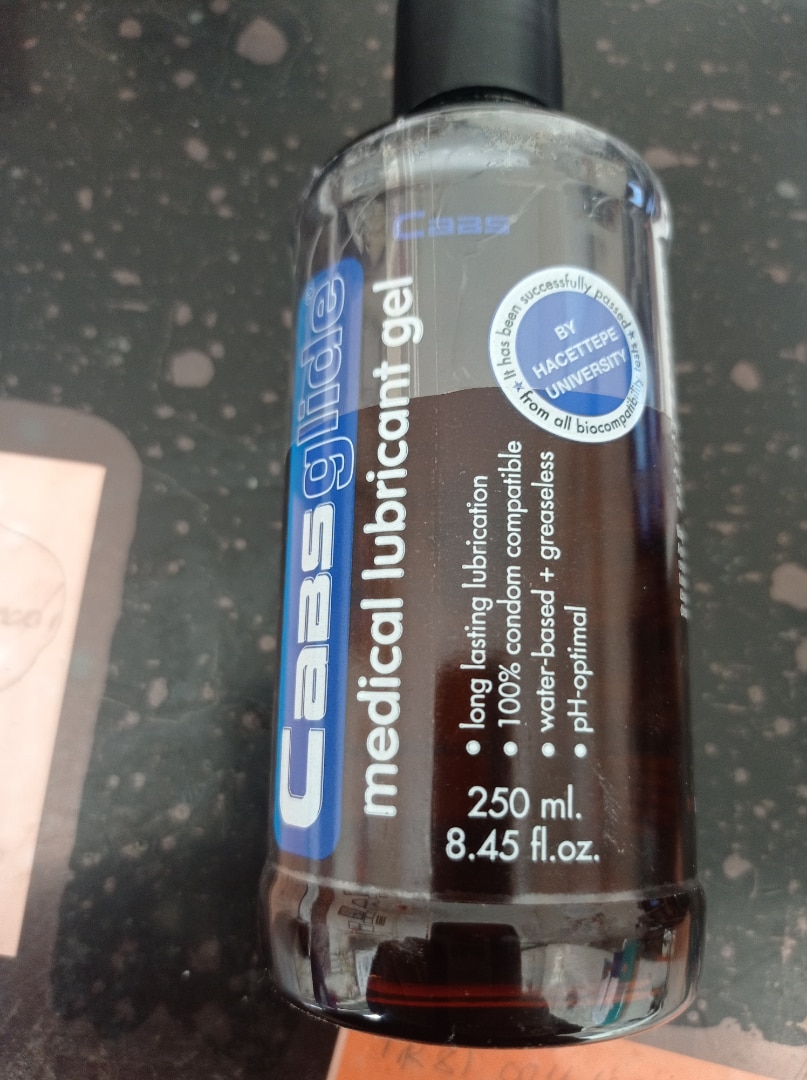 Cabs
Cabsglide®
medical lubricant gel
It has been successfully passed
BY
HACETTEPE
UNIVERSITY
from all biocompatibility tests
• long lasting lubrication
• 100% condom compatible
• water-based + greaseless
• pH-optimal
250 ml.
8.45 fl.oz.